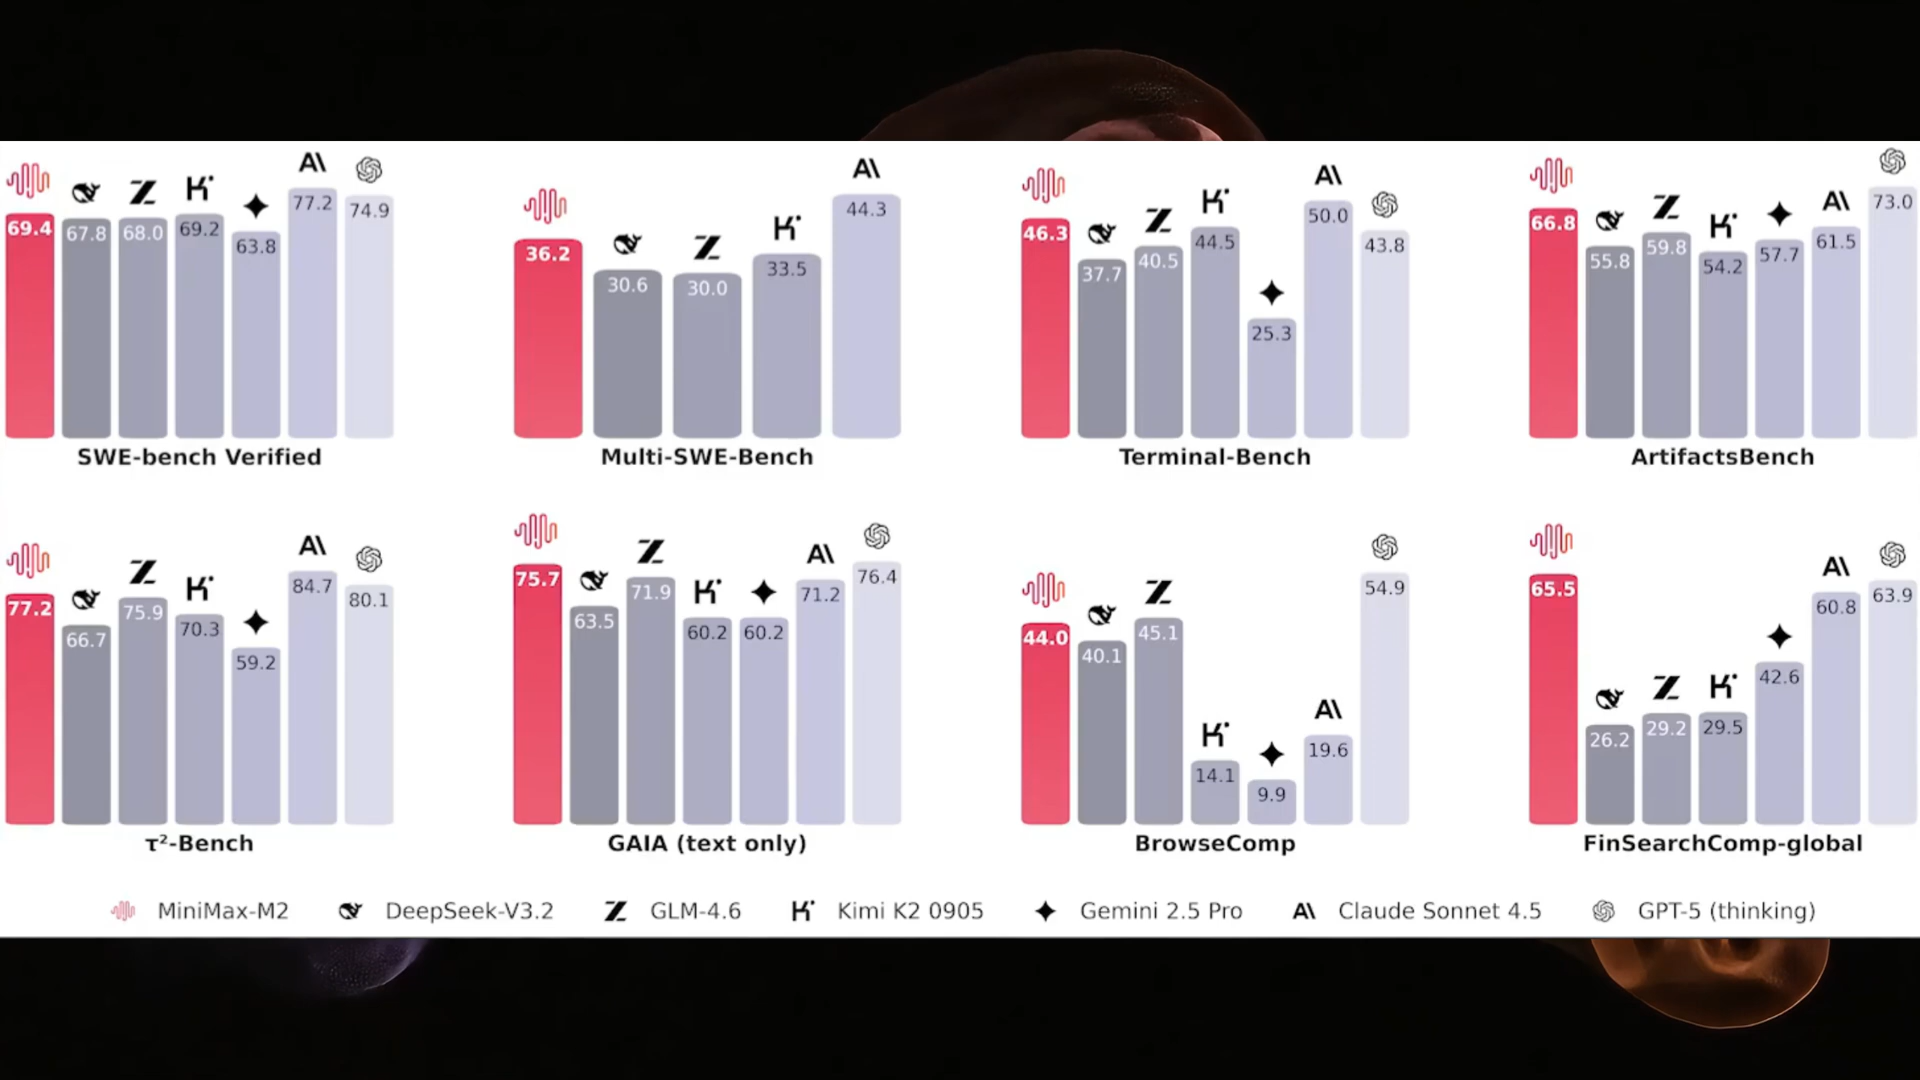 69.4 67.8 68.0 69.2 63.8 77.2 74.9
SWE-bench Verified
36.2 30.6 30.0 33.5 44.3
Multi-SWE-Bench
46.3 37.7 40.5 44.5 25.3 50.0 43.8
Terminal-Bench
66.8 55.8 59.8 54.2 57.7 61.5 73.0
ArtifactsBench
77.2 66.7 75.9 70.3 59.2 84.7 80.1
τ²-Bench
75.7 63.5 71.9 60.2 60.2 71.2 76.4
GAIA (text only)
44.0 40.1 45.1 14.1 9.9 19.6 54.9
BrowseComp
65.5 26.2 29.2 29.5 42.6 60.8 63.9
FinSearchComp-global
MiniMax-M2 DeepSeek-V3.2 GLM-4.6 Kimi K2 0905 Gemini 2.5 Pro Claude Sonnet 4.5 GPT-5 (thinking)